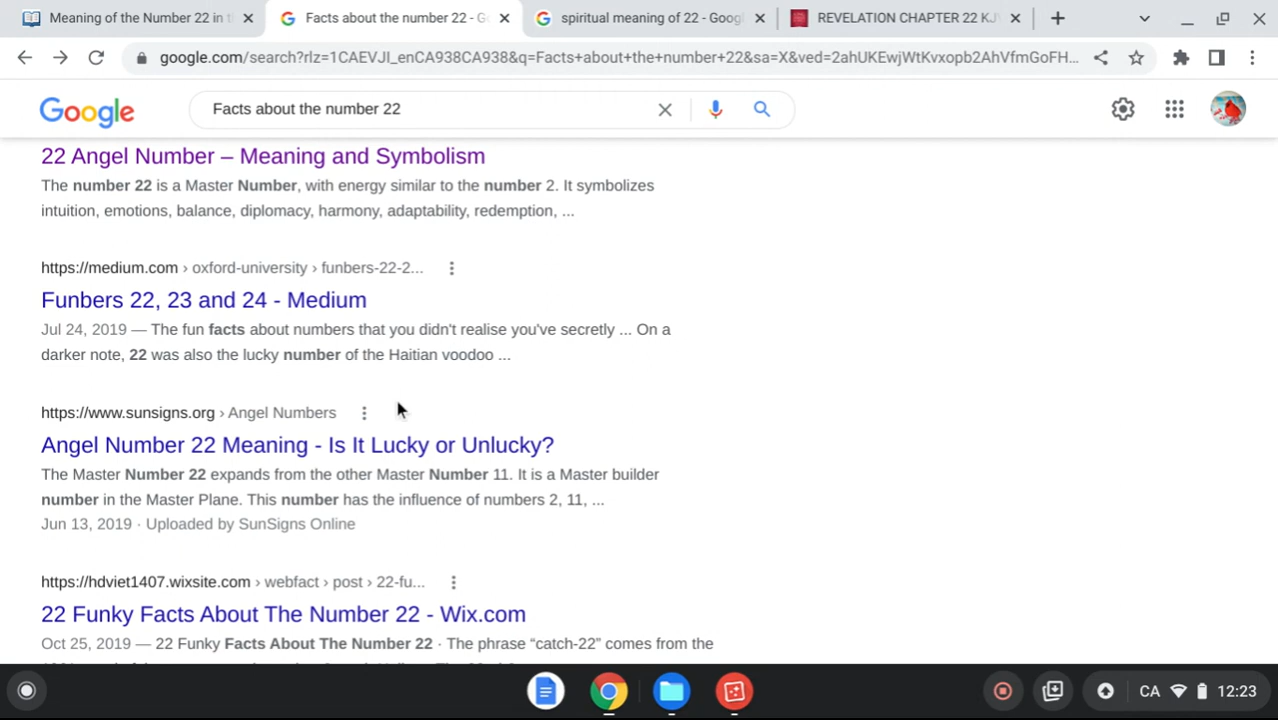 Meaning of the Number 22 in t
Facts about the number 22 - G
spiritual meaning of 22 - Goog
REVELATION CHAPTER 22 KJ
google.com/search?rlz=1CAEVJI_enCA938CA938&q=Facts+about+the+number+22&sa=X&ved=2ahUKEwjWtKvxopb2AhVfmGoFH...
Google
Facts about the number 22
22 Angel Number – Meaning and Symbolism
The number 22 is a Master Number, with energy similar to the number 2. It symbolizes
intuition, emotions, balance, diplomacy, harmony, adaptability, redemption, ...
https://medium.com › oxford-university › funbers-22-2...
Funbers 22, 23 and 24 - Medium
Jul 24, 2019 — The fun facts about numbers that you didn't realise you've secretly ... On a
darker note, 22 was also the lucky number of the Haitian voodoo ...
https://www.sunsigns.org › Angel Numbers
Angel Number 22 Meaning - Is It Lucky or Unlucky?
The Master Number 22 expands from the other Master Number 11. It is a Master builder
number in the Master Plane. This number has the influence of numbers 2, 11, ...
Jun 13, 2019 · Uploaded by SunSigns Online
https://hdviet1407.wixsite.com › webfact › post › 22-fu...
22 Funky Facts About The Number 22 - Wix.com
Oct 25, 2019 — 22 Funky Facts About The Number 22 · The phrase “catch-22” comes from the
CA 12:23